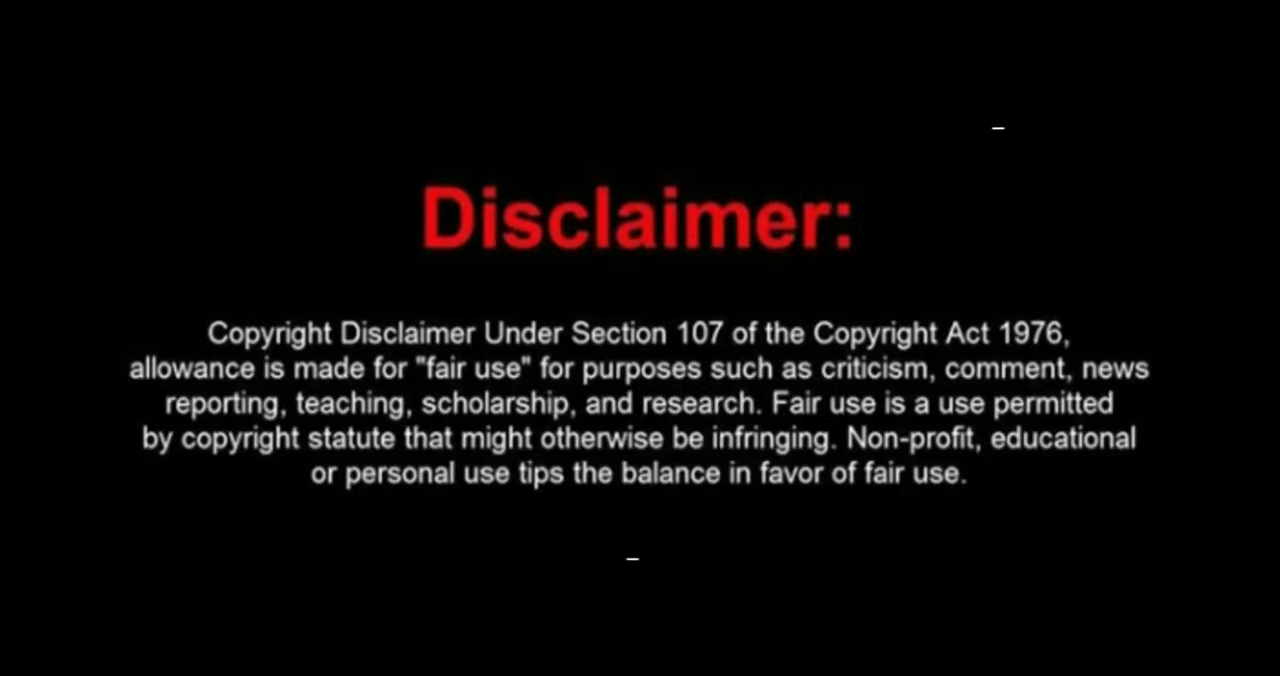 Disclaimer:
Copyright Disclaimer Under Section 107 of the Copyright Act 1976,
allowance is made for "fair use" for purposes such as criticism, comment, news
reporting, teaching, scholarship, and research. Fair use is a use permitted
by copyright statute that might otherwise be infringing. Non-profit, educational
or personal use tips the balance in favor of fair use.